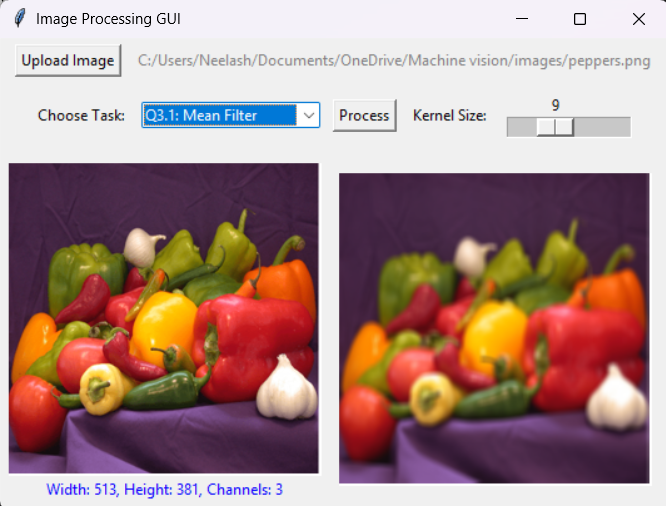 Image Processing GUI
Upload Image C:/Users/Neelash/Documents/OneDrive/Machine vision/images/peppers.png
9
Choose Task: Q3.1: Mean Filter Process Kernel Size:
Width: 513, Height: 381, Channels: 3